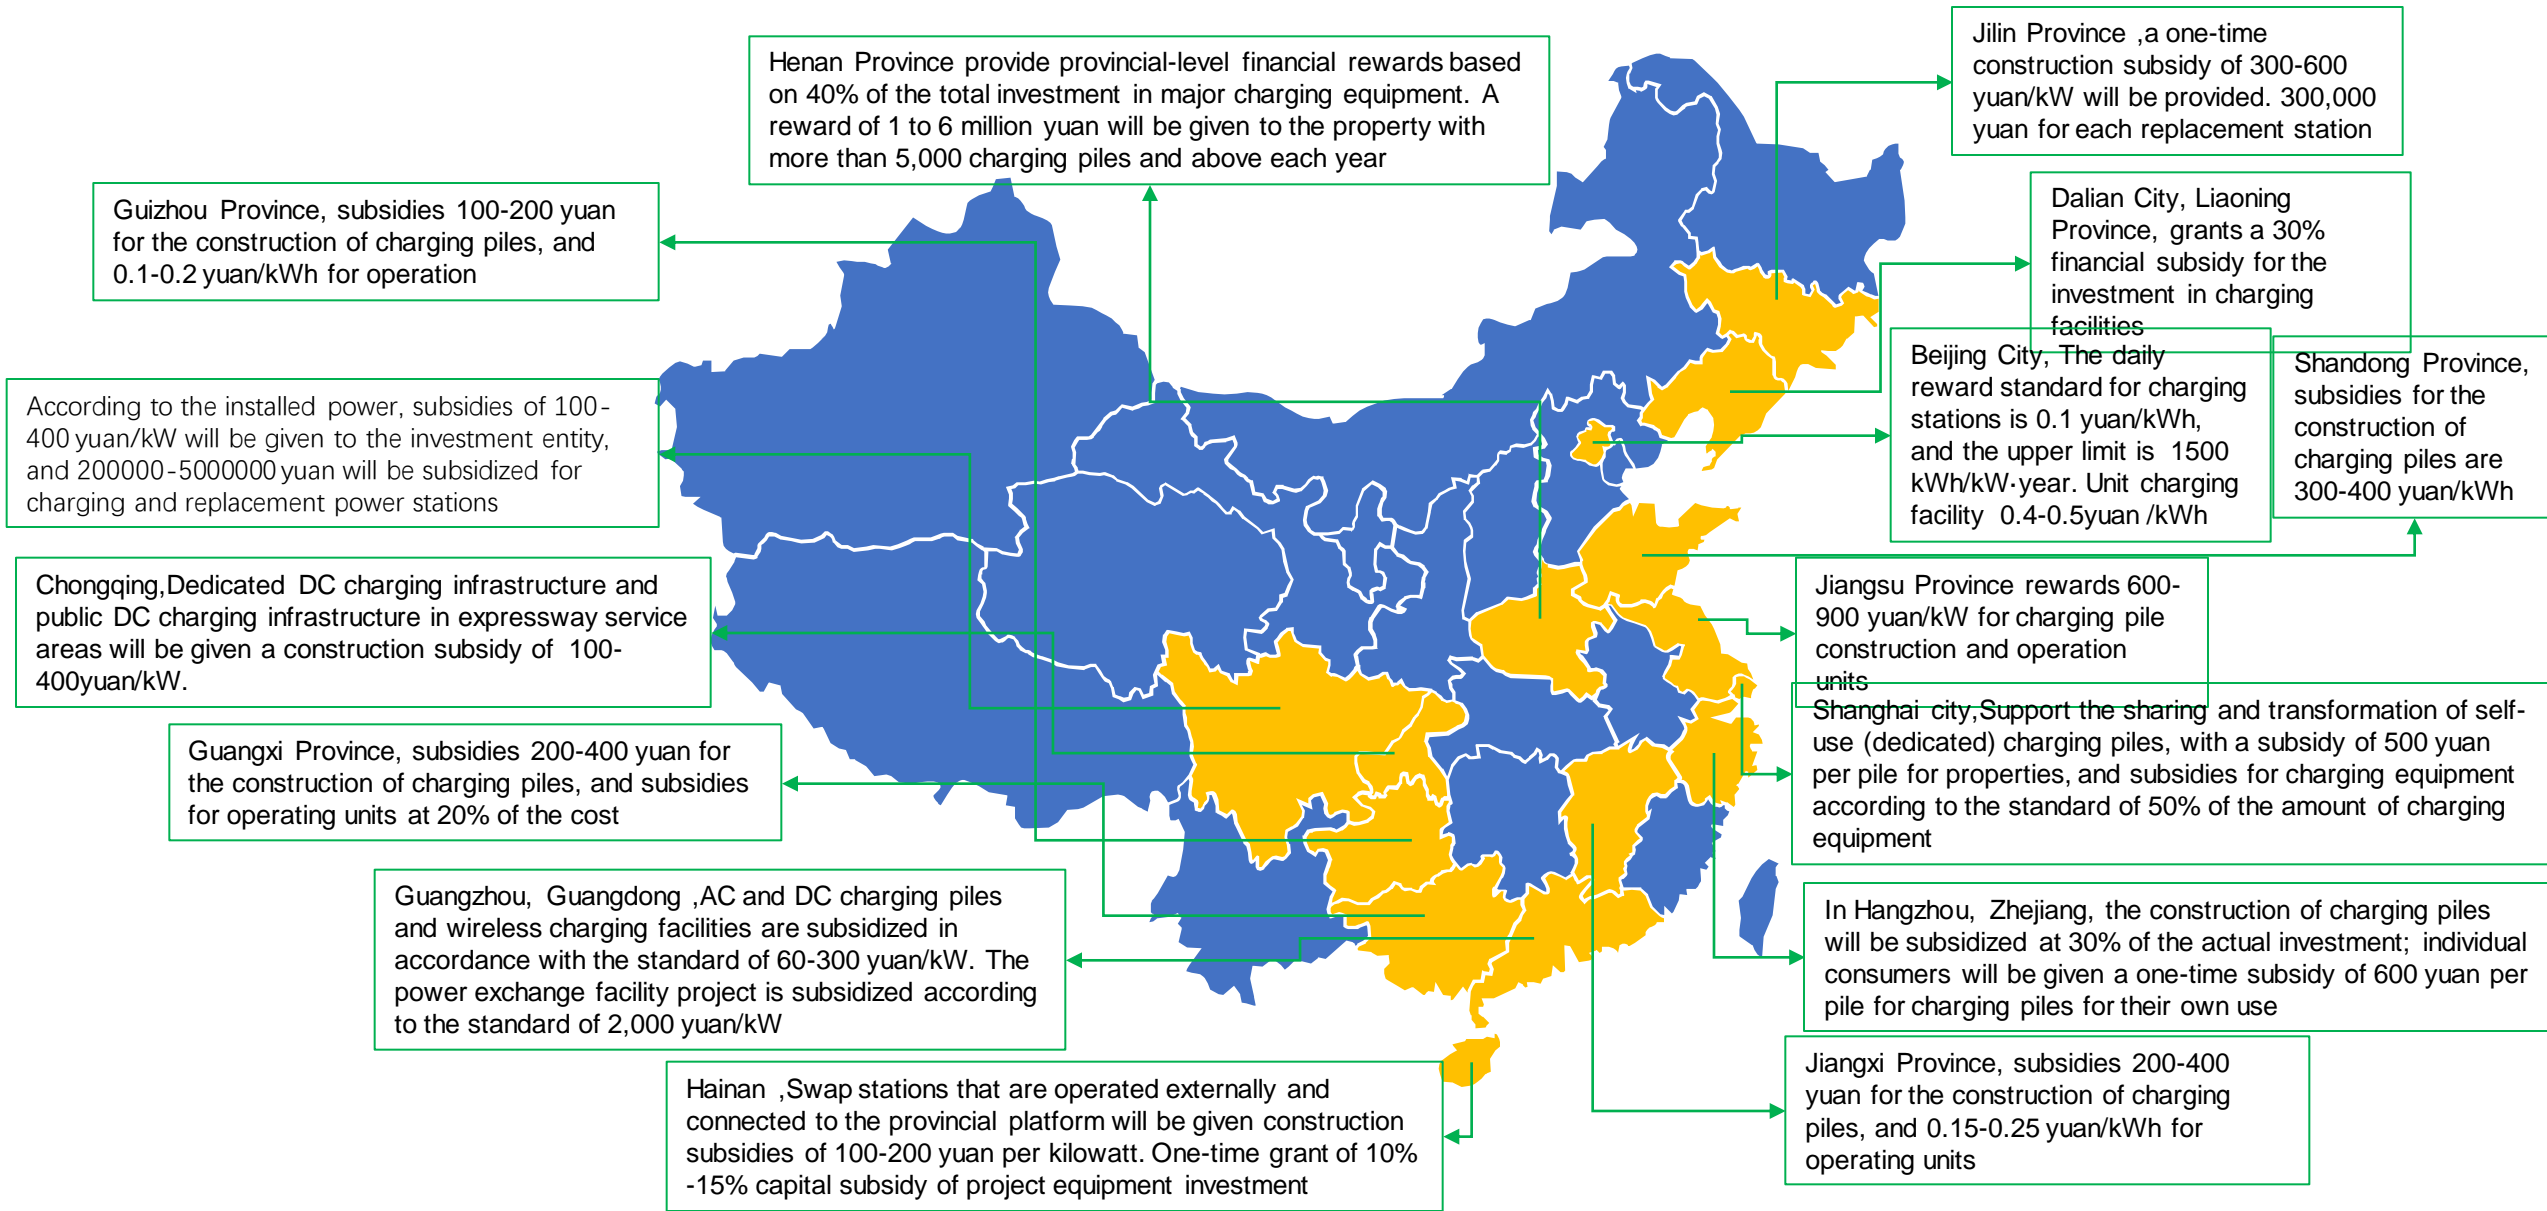 Henan Province provide provincial-level financial rewards based
on 40% of the total investment in major charging equipment. A
reward of 1 to 6 million yuan will be given to the property with
more than 5,000 charging piles and above each year
Jilin Province ,a one-time
construction subsidy of 300-600
yuan/kW will be provided. 300,000
yuan for each replacement station
Guizhou Province, subsidies 100-200 yuan
for the construction of charging piles, and
0.1-0.2 yuan/kWh for operation
Dalian City, Liaoning
Province, grants a 30%
financial subsidy for the
investment in charging
facilities
Beijing City, The daily
reward standard for charging
stations is 0.1 yuan/kWh,
and the upper limit is 1500
kWh/kW·year. Unit charging
facility 0.4-0.5yuan /kWh
Shandong Province,
subsidies for the
construction of
charging piles are
300-400 yuan/kWh
According to the installed power, subsidies of 100-
400 yuan/kW will be given to the investment entity,
and 200000-5000000 yuan will be subsidized for
charging and replacement power stations
Chongqing,Dedicated DC charging infrastructure and
public DC charging infrastructure in expressway service
areas will be given a construction subsidy of 100-
400yuan/kW.
Jiangsu Province rewards 600-
900 yuan/kW for charging pile
construction and operation
units
Shanghai city,Support the sharing and transformation of self-
use (dedicated) charging piles, with a subsidy of 500 yuan
per pile for properties, and subsidies for charging equipment
according to the standard of 50% of the amount of charging
equipment
Guangxi Province, subsidies 200-400 yuan for
the construction of charging piles, and subsidies
for operating units at 20% of the cost
Guangzhou, Guangdong ,AC and DC charging piles
and wireless charging facilities are subsidized in
accordance with the standard of 60-300 yuan/kW. The
power exchange facility project is subsidized according
to the standard of 2,000 yuan/kW
In Hangzhou, Zhejiang, the construction of charging piles
will be subsidized at 30% of the actual investment; individual
consumers will be given a one-time subsidy of 600 yuan per
pile for charging piles for their own use
Hainan ,Swap stations that are operated externally and
connected to the provincial platform will be given construction
subsidies of 100-200 yuan per kilowatt. One-time grant of 10%
-15% capital subsidy of project equipment investment
Jiangxi Province, subsidies 200-400
yuan for the construction of charging
piles, and 0.15-0.25 yuan/kWh for
operating units